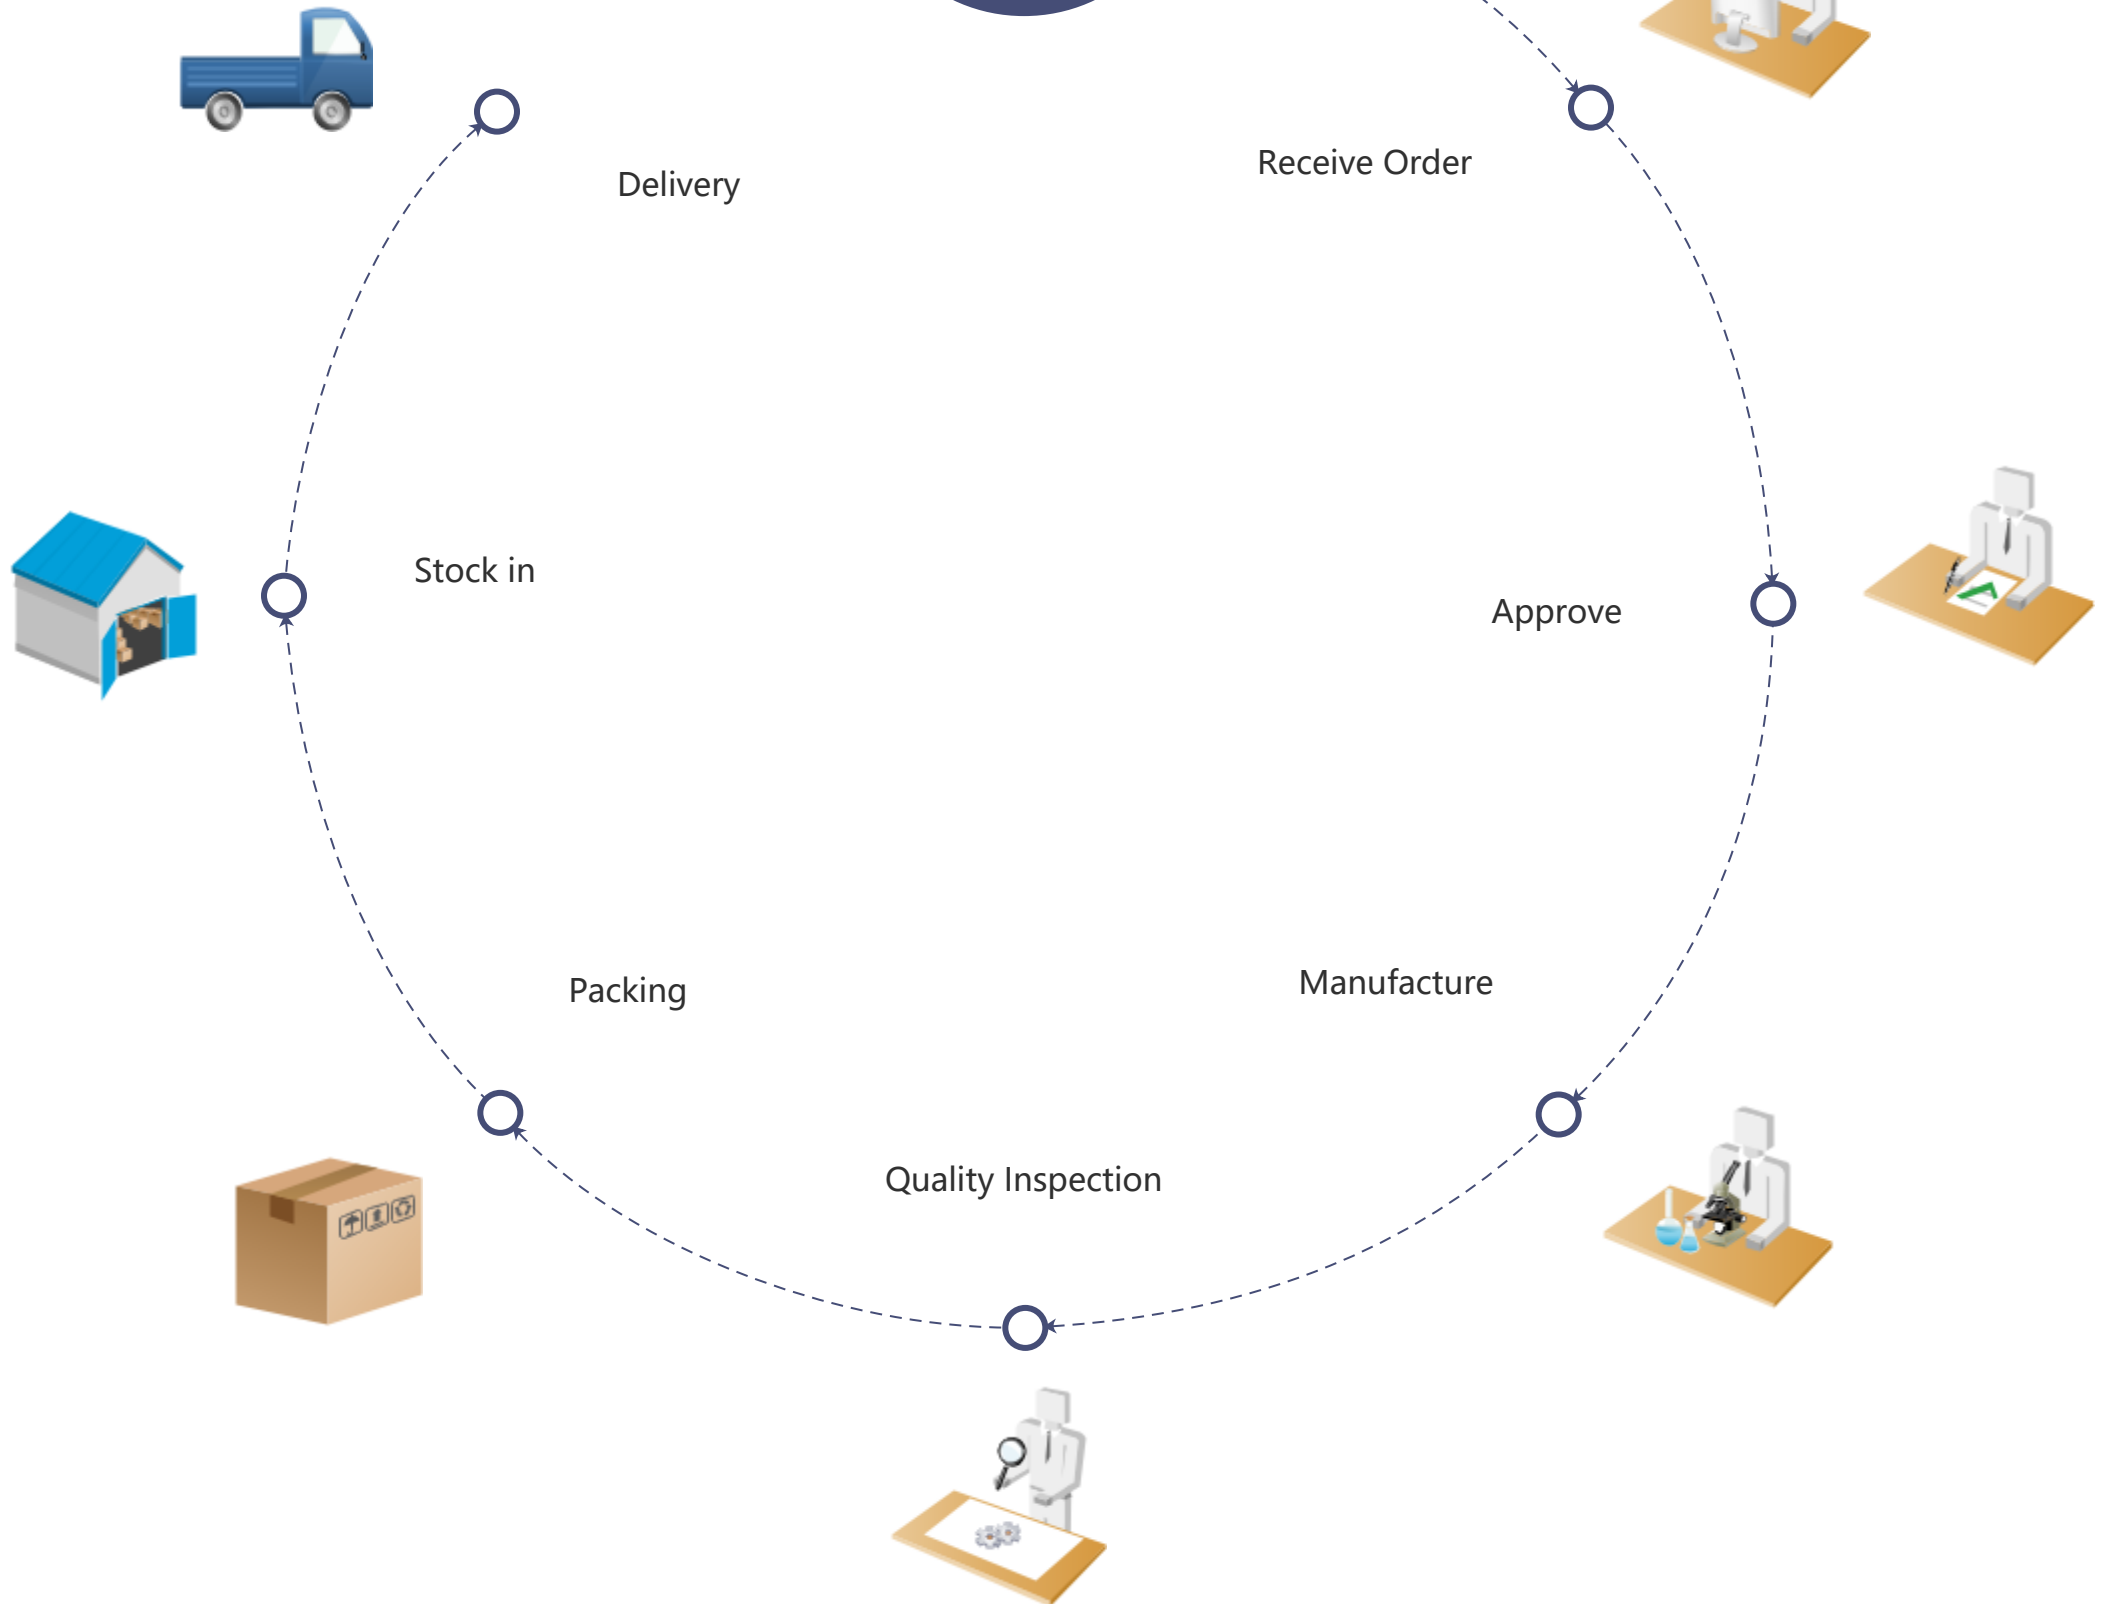 Receive Order
Delivery
Stock in
Approve
Manufacture
Packing
Quality Inspection